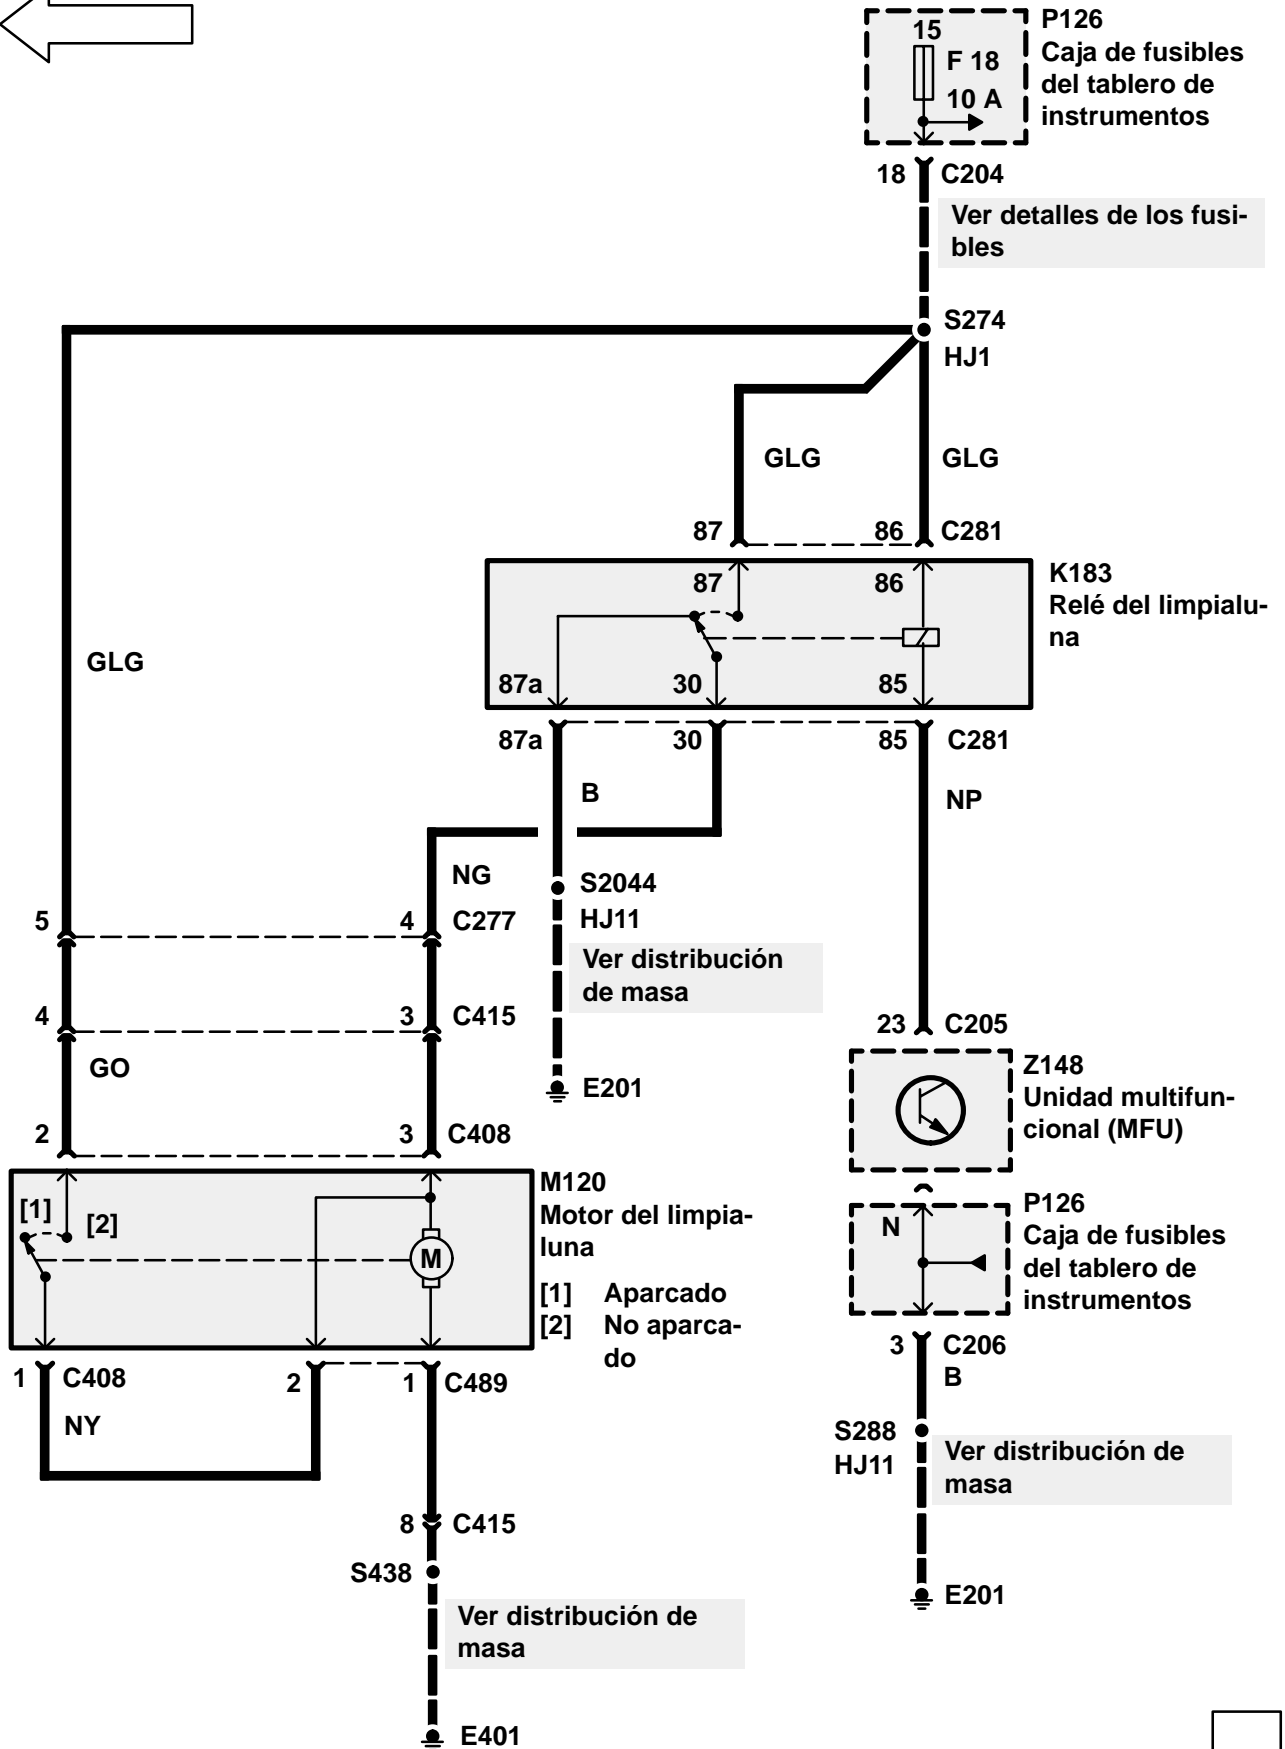 15
F 18
10 A
P126
Caja de fusibles
del tablero de
instrumentos
18
C204
Ver detalles de los fusi-
bles
S274
HJ1
GLG
GLG
87
86
C281
87
86
K183
Relé del limpialu-
na
GLG
87a
30
85
87a
30
85
C281
B
NP
NG
S2044
HJ11
5
4
C277
Ver distribución
de masa
4
3
C415
23
C205
GO
E201
Z148
Unidad multifun-
cional (MFU)
2
3
C408
[1]
[2]
M
M120
Motor del limpia-
luna
[1] Aparcado
[2] No aparca-
do
N
P126
Caja de fusibles
del tablero de
instrumentos
1
C408
2
1
C489
3
C206
B
NY
S288
HJ11
Ver distribución de
masa
8
C415
S438
E201
Ver distribución de
masa
E401